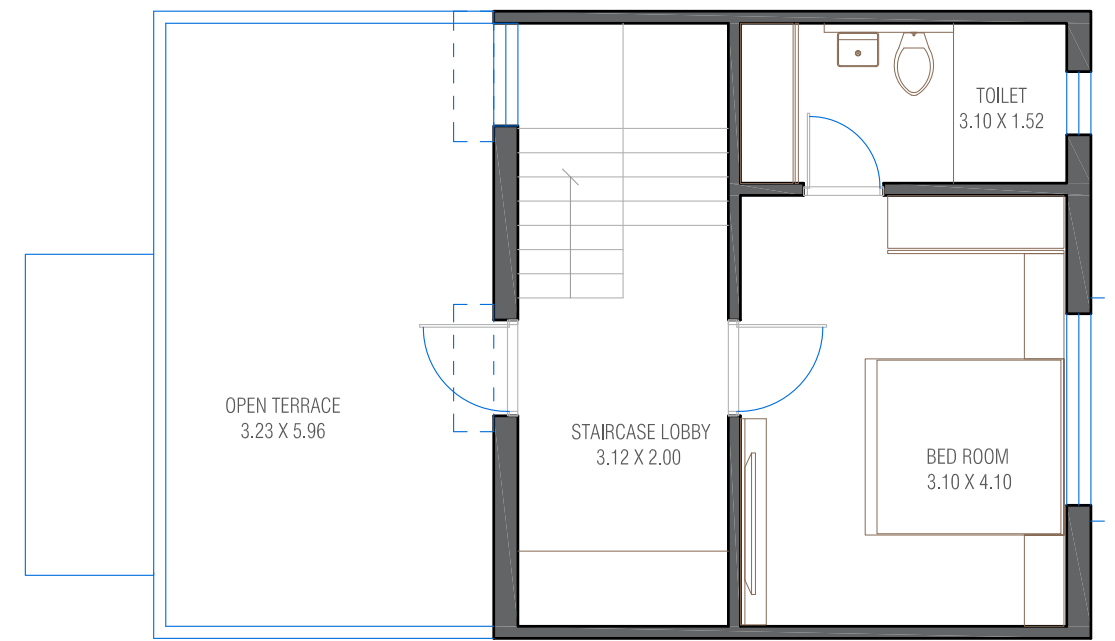 TOILET
3.10 X 1.52
OPEN TERRACE
3.23 X 5.96
STAIRCASE LOBBY
3.12 X 2.00
BED ROOM
3.10 X 4.10